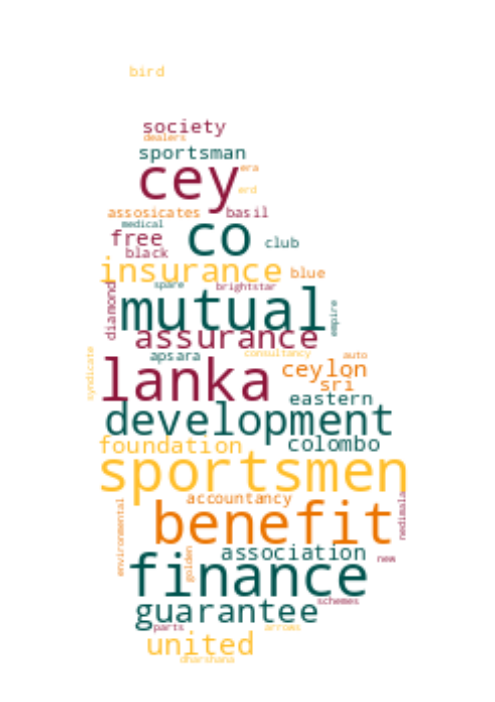 bird
society
dealers
sportsman
cey
era
erd
assosicates
basil
medical
co
free
club
black
insurance
blue
spare
brightstar
diamond
mutual
empire
assurance
apsara
consultancy
auto
syndicate
lanka
ceylon
sri
eastern
development
foundation
colombo
sportsmen
accountancy
nedimala
environmental
benefit
association
golden
new
finance
schemes
guarantee
parts
arrows
united
dharshana